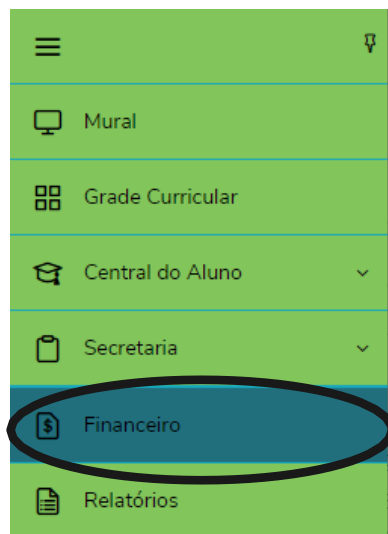 Mural
Grade Curricular
Central do Aluno
Secretaria
Financeiro
Relatórios